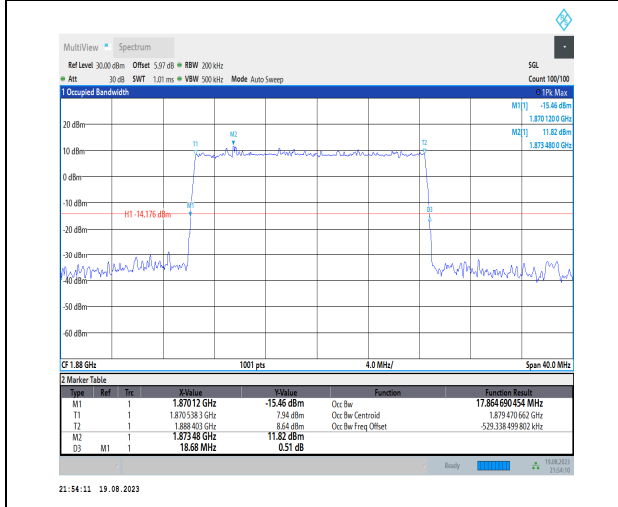 MultiView Spectrum
Ref Level 30.00 dBm Offset 5.97 dB RBW 200 kHz SGL
Att 30 dB SWT 1.01 ms VBW 500 kHz Mode Auto Sweep Count 100/100
1 Occupied Bandwidth 1Pk Max
M1[1] -15.46 dBm
1.870 120 0 GHz
M2[1] 11.82 dBm
1.873 480 0 GHz
20 dBm
T1 M2 T2
10 dBm
0 dBm
-10 dBm
M1 D3
H1 -14.176 dBm
-20 dBm
-30 dBm
-40 dBm
-50 dBm
-60 dBm
CF 1.88 GHz 1001 pts 4.0 MHz/ Span 40.0 MHz
2 Marker Table
Type Ref Trc X-Value Y-Value Function Function Result
M1 1 1.87012 GHz -15.46 dBm Occ Bw 17.864 690 454 MHz
T1 1 1.870 538 3 GHz 7.94 dBm Occ Bw Centroid 1.879 470 662 GHz
T2 1 1.888 403 GHz 8.64 dBm Occ Bw Freq Offset -529.338 499 802 kHz
M2 1 1.87348 GHz 11.82 dBm
D3 M1 1 18.68 MHz 0.51 dB
Ready 19.08.2023
21:54:10
21:54:11 19.08.2023